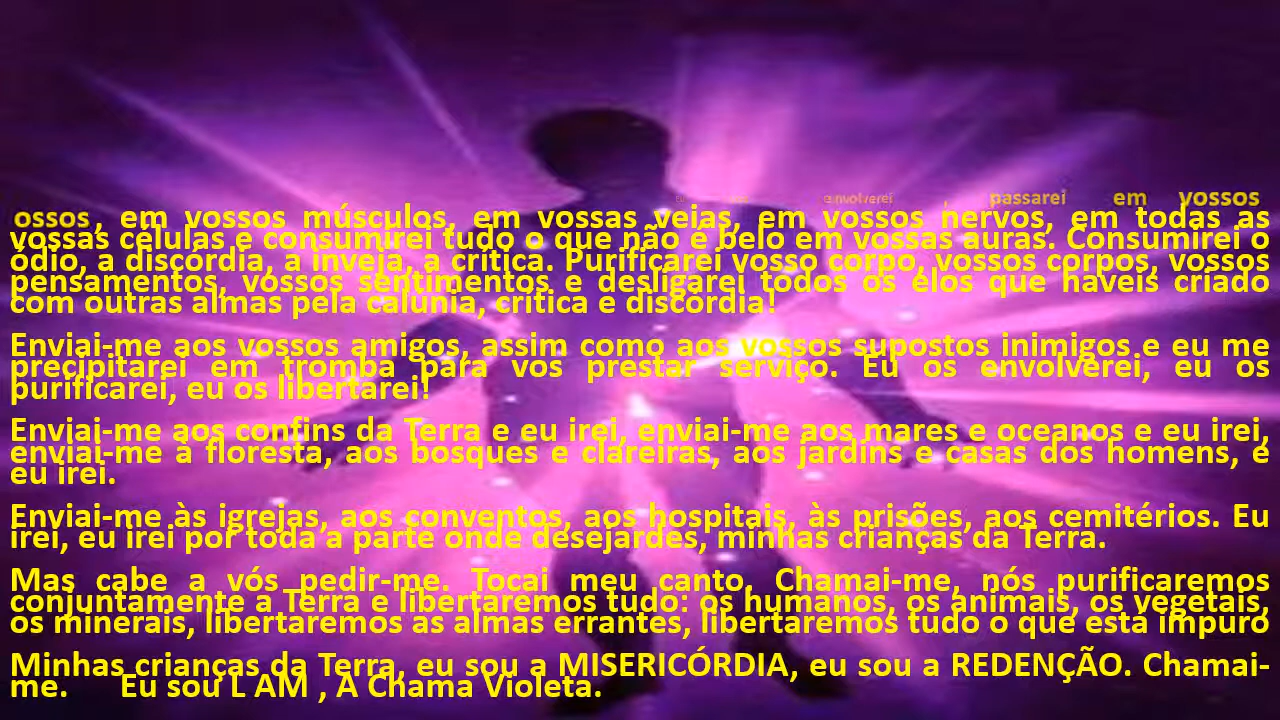 envolverei , passarei em vossos
ossos, em vossos músculos, em vossas veias, em vossos nervos, em todas as
vossas células e consumirei tudo o que não é belo em vossas auras. Consumirei o
ódio, a discórdia, a inveja, a crítica. Purificarei vosso corpo, vossos corpos, vossos
pensamentos, vossos sentimentos e desligarei todos os elos que haveis criado
com outras almas pela calúnia, crítica e discórdia!
Enviai-me aos vossos amigos, assim como aos vossos supostos inimigos e eu me
precipitarei em tromba para vos prestar serviço. Eu os envolverei, eu os
purificarei, eu os libertarei!
Enviai-me aos confins da Terra e eu irei, enviai-me aos mares e oceanos e eu irei,
enviai-me à floresta, aos bosques e clareiras, aos jardins e casas dos homens, e
eu irei.
Enviai-me às igrejas, aos conventos, aos hospitais, às prisões, aos cemitérios. Eu
irei, eu irei por toda a parte onde desejardes, minhas crianças da Terra.
Mas cabe a vós pedir-me. Tocai meu canto, Chamai-me, nós purificaremos
conjuntamente a Terra e libertaremos tudo: os humanos, os animais, os vegetais,
os minerais, libertaremos as almas errantes, libertaremos tudo o que está impuro
Minhas crianças da Terra, eu sou a MISERICÓRDIA, eu sou a REDENÇÃO. Chamai-
me. Eu sou L AM , A Chama Violeta.